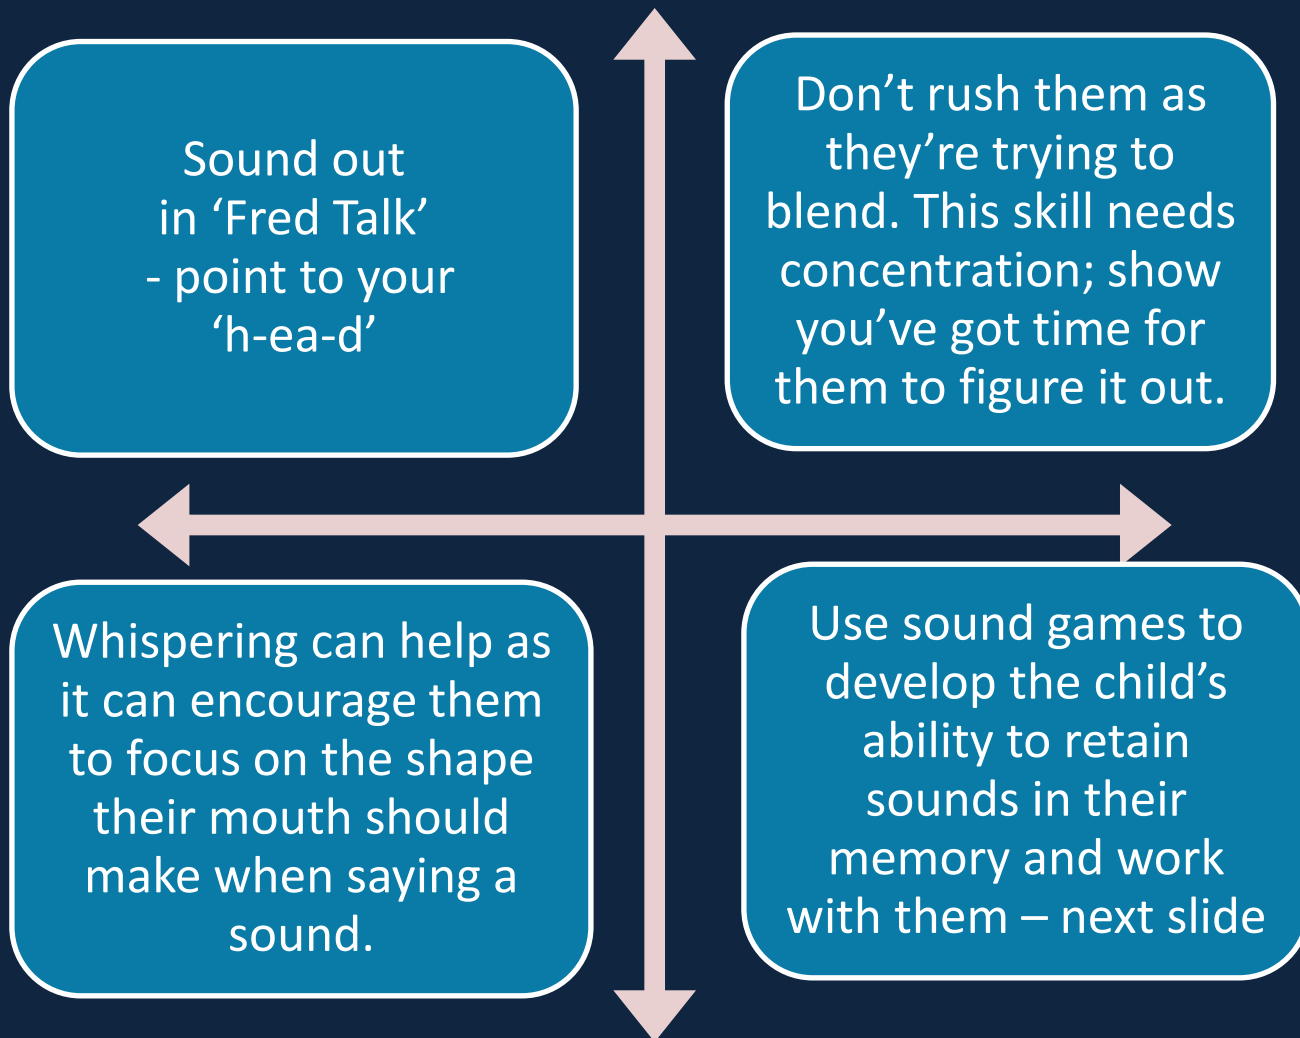 Sound out
in ‘Fred Talk’
- point to your
‘h-ea-d’
Don’t rush them as
they’re trying to
blend. This skill needs
concentration; show
you’ve got time for
them to figure it out.
Whispering can help as
it can encourage them
to focus on the shape
their mouth should
make when saying a
sound.
Use sound games to
develop the child’s
ability to retain
sounds in their
memory and work
with them – next slide